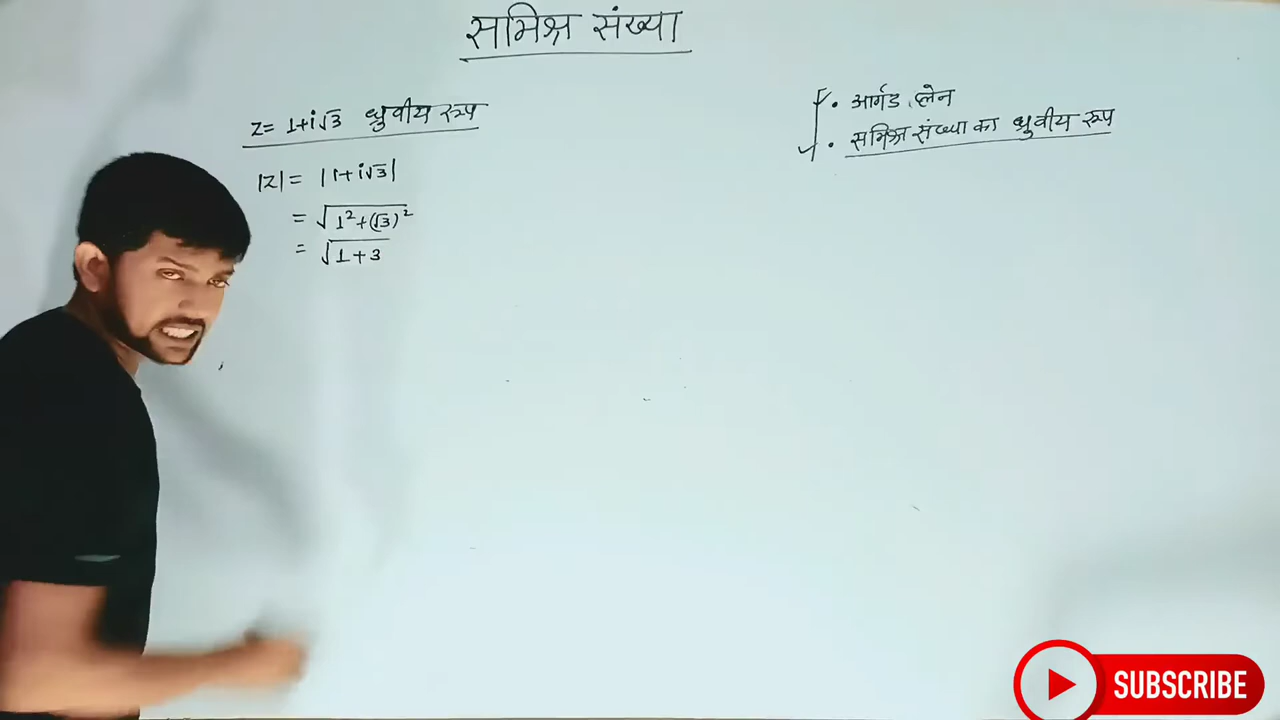 समिश्र संख्या
z = 1+i√3 ध्रुवीय रूप
|z| = |1+i√3|
= √1²+(√3)²
= √1+3
• आर्गंड प्लेन
• समिश्र संख्या का ध्रुवीय रूप
SUBSCRIBE